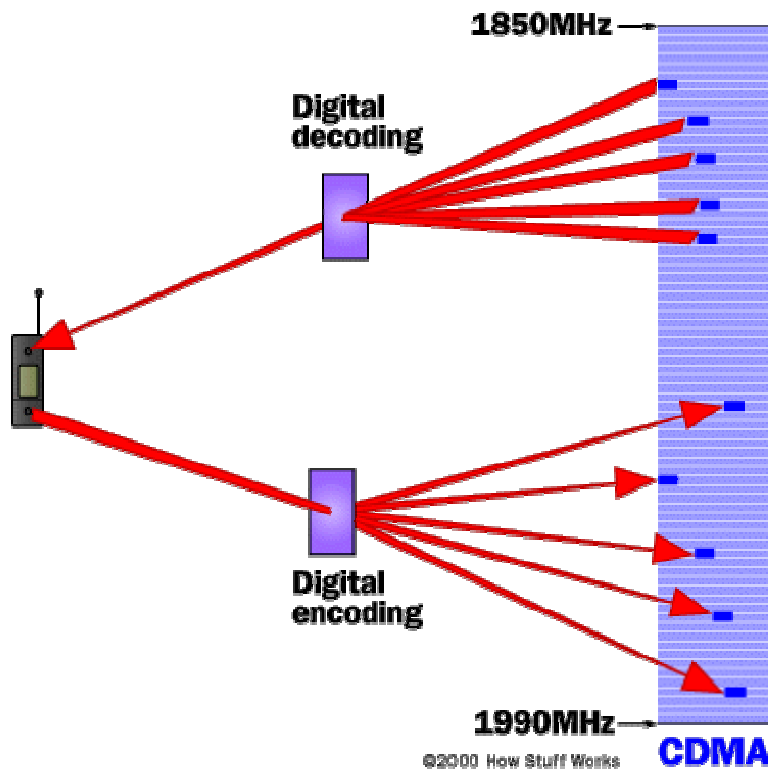 1850MHz
Digital
decoding
Digital
encoding
1990MHz
CDMA
©2000 How Stuff Works